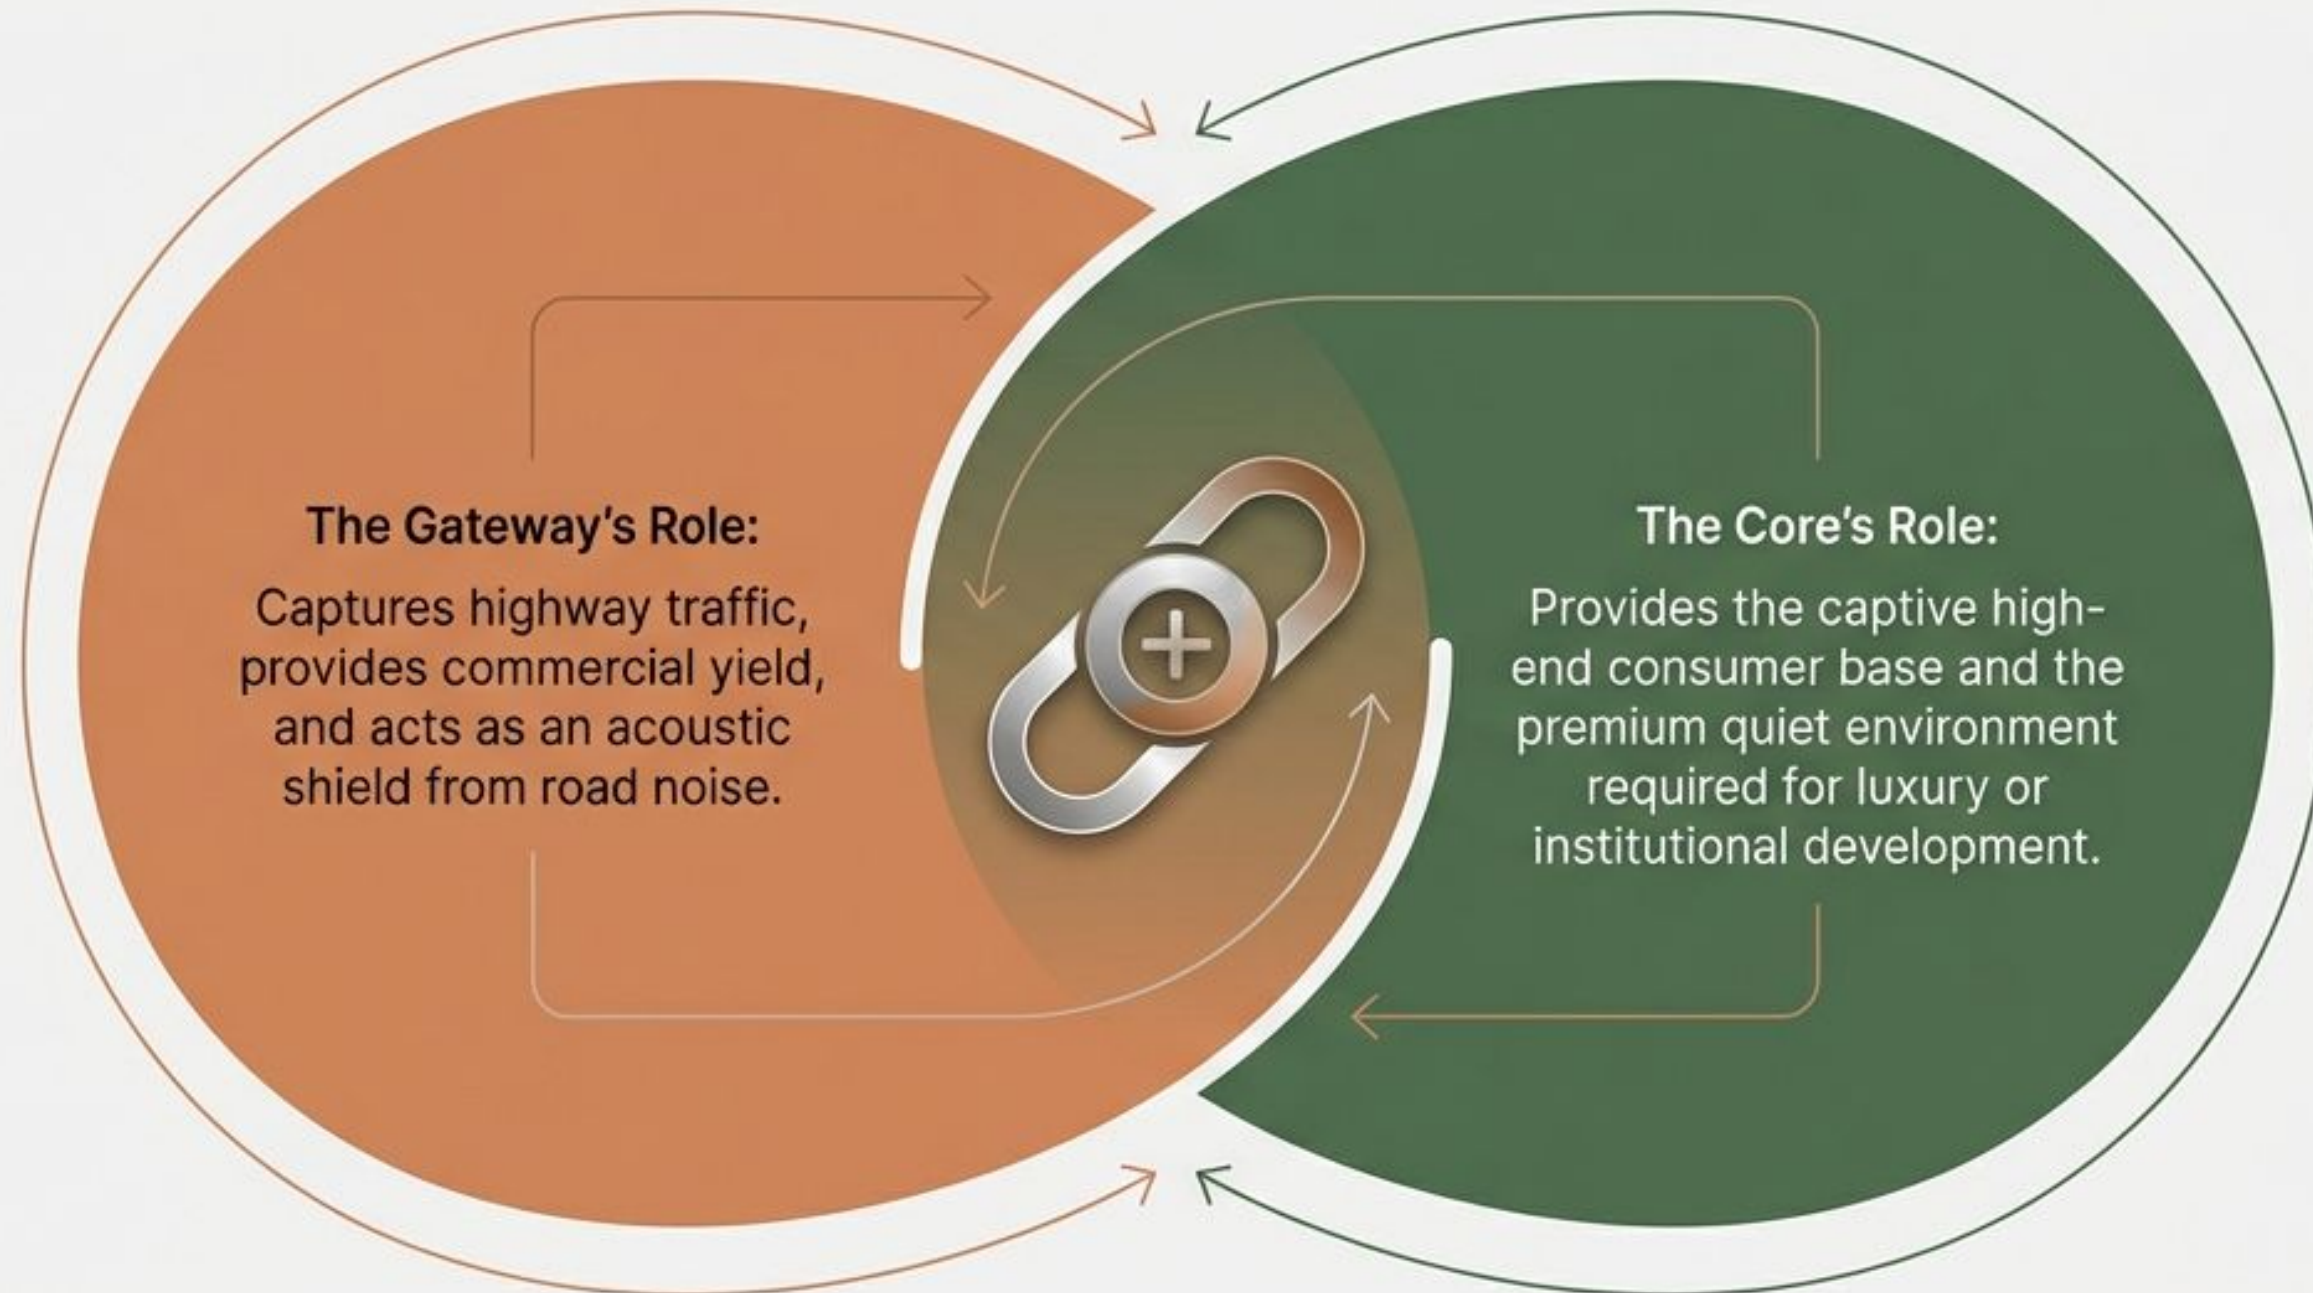 The Gateway's Role:
Captures highway traffic,
provides commercial yield,
and acts as an acoustic
shield from road noise.
The Core's Role:
Provides the captive high-
end consumer base and the
premium quiet environment
required for luxury or
institutional development.